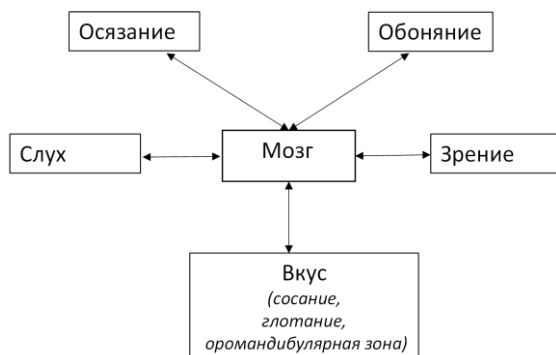 Осязание
Обоняние
Слух
Мозг
Зрение
Вкус
(сосание,
глотание,
оромандибулярная зона)